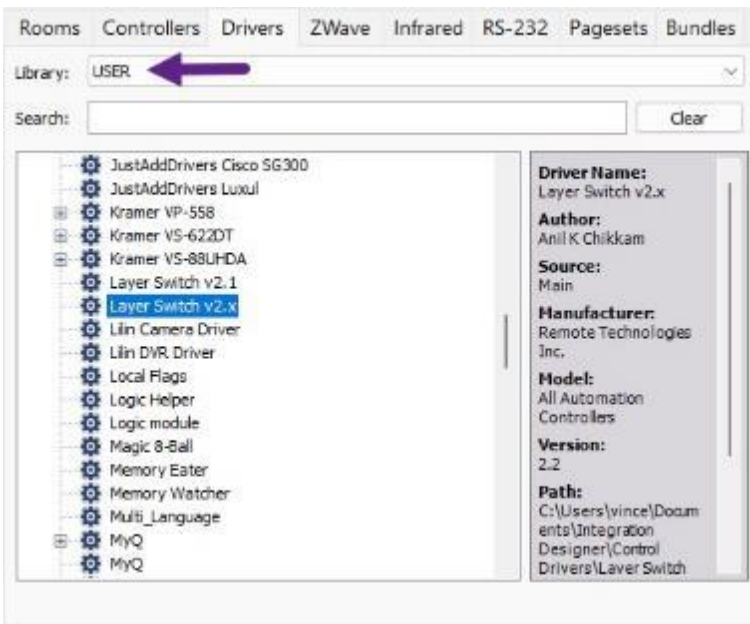 Rooms Controllers Drivers ZWave Infrared RS-232 Pagesets Bundles
Library: USER
Search: Clear
JustAddDrivers Cisco SG300
JustAddDrivers Luxul
Kramer VP-558
Kramer VS-622DT
Kramer VS-88UHDA
Layer Switch v2.1
Layer Switch v2.x
Lilin Camera Driver
Lilin DVR Driver
Local Flags
Logic Helper
Logic module
Magic 8-Ball
Memory Eater
Memory Watcher
Multi_Language
MyQ
MyQ
Driver Name:
Layer Switch v2.x
Author:
Anil K Chikkam
Source:
Main
Manufacturer:
Remote Technologies
Inc.
Model:
All Automation
Controllers
Version:
2.2
Path:
C:\Users\vince\Docum
ents\Integration
Designer\Control
Drivers\Layer Switch